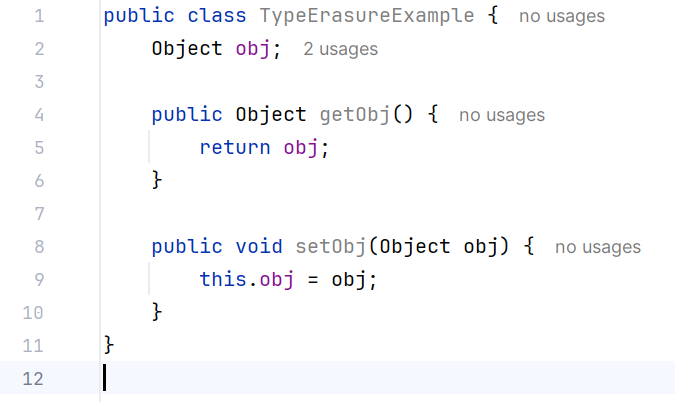 1 public class TypeErasureExample { no usages
2 Object obj; 2 usages
3
4 public Object getObj() { no usages
5 return obj;
6 }
7
8 public void setObj(Object obj) { no usages
9 this.obj = obj;
10 }
11 }
12